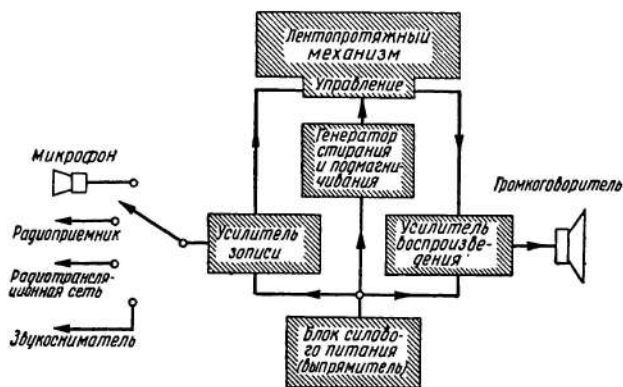 Лентопротяжный
механизм
Управление
Генератор
стирания
и подмагни-
чивания
Микрофон
Радиоприемник
Радиотрансля-
ционная сеть
Звукосниматель
Усилитель
записи
Усилитель
воспроизве-
дения
Громкоговоритель
Блок силово-
го питания
(выпрямитель)